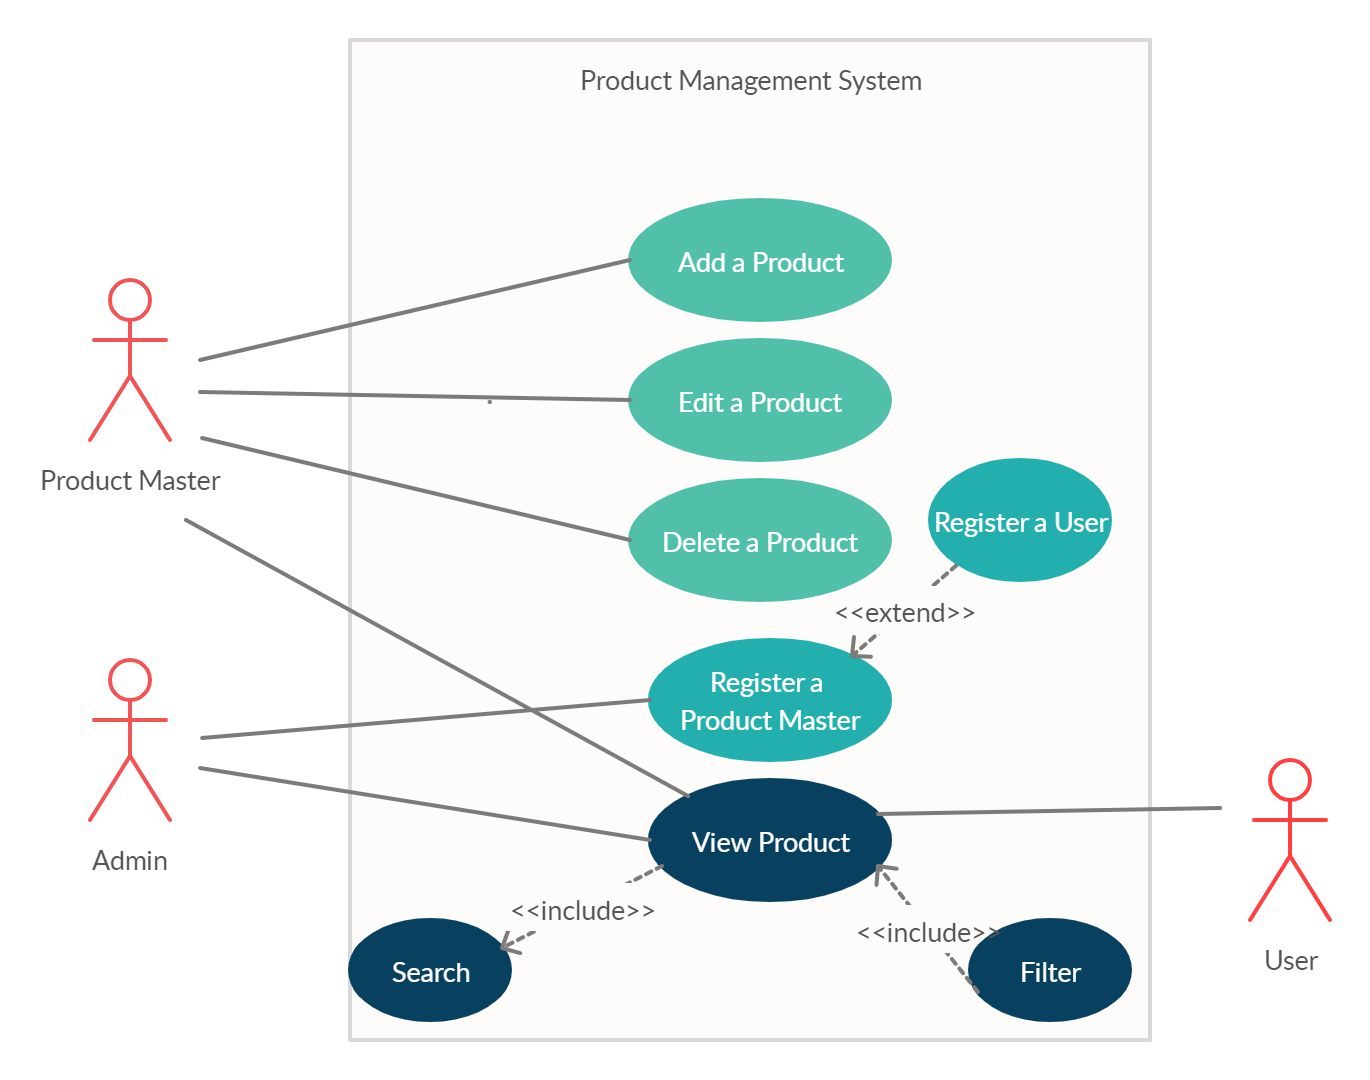 Product Management System
Add a Product
Edit a Product
Product Master
Delete a Product
Register a User
<<extend>>
Register a
Product Master
View Product
Admin
<<include>>
<<include>>
Search
Filter
User